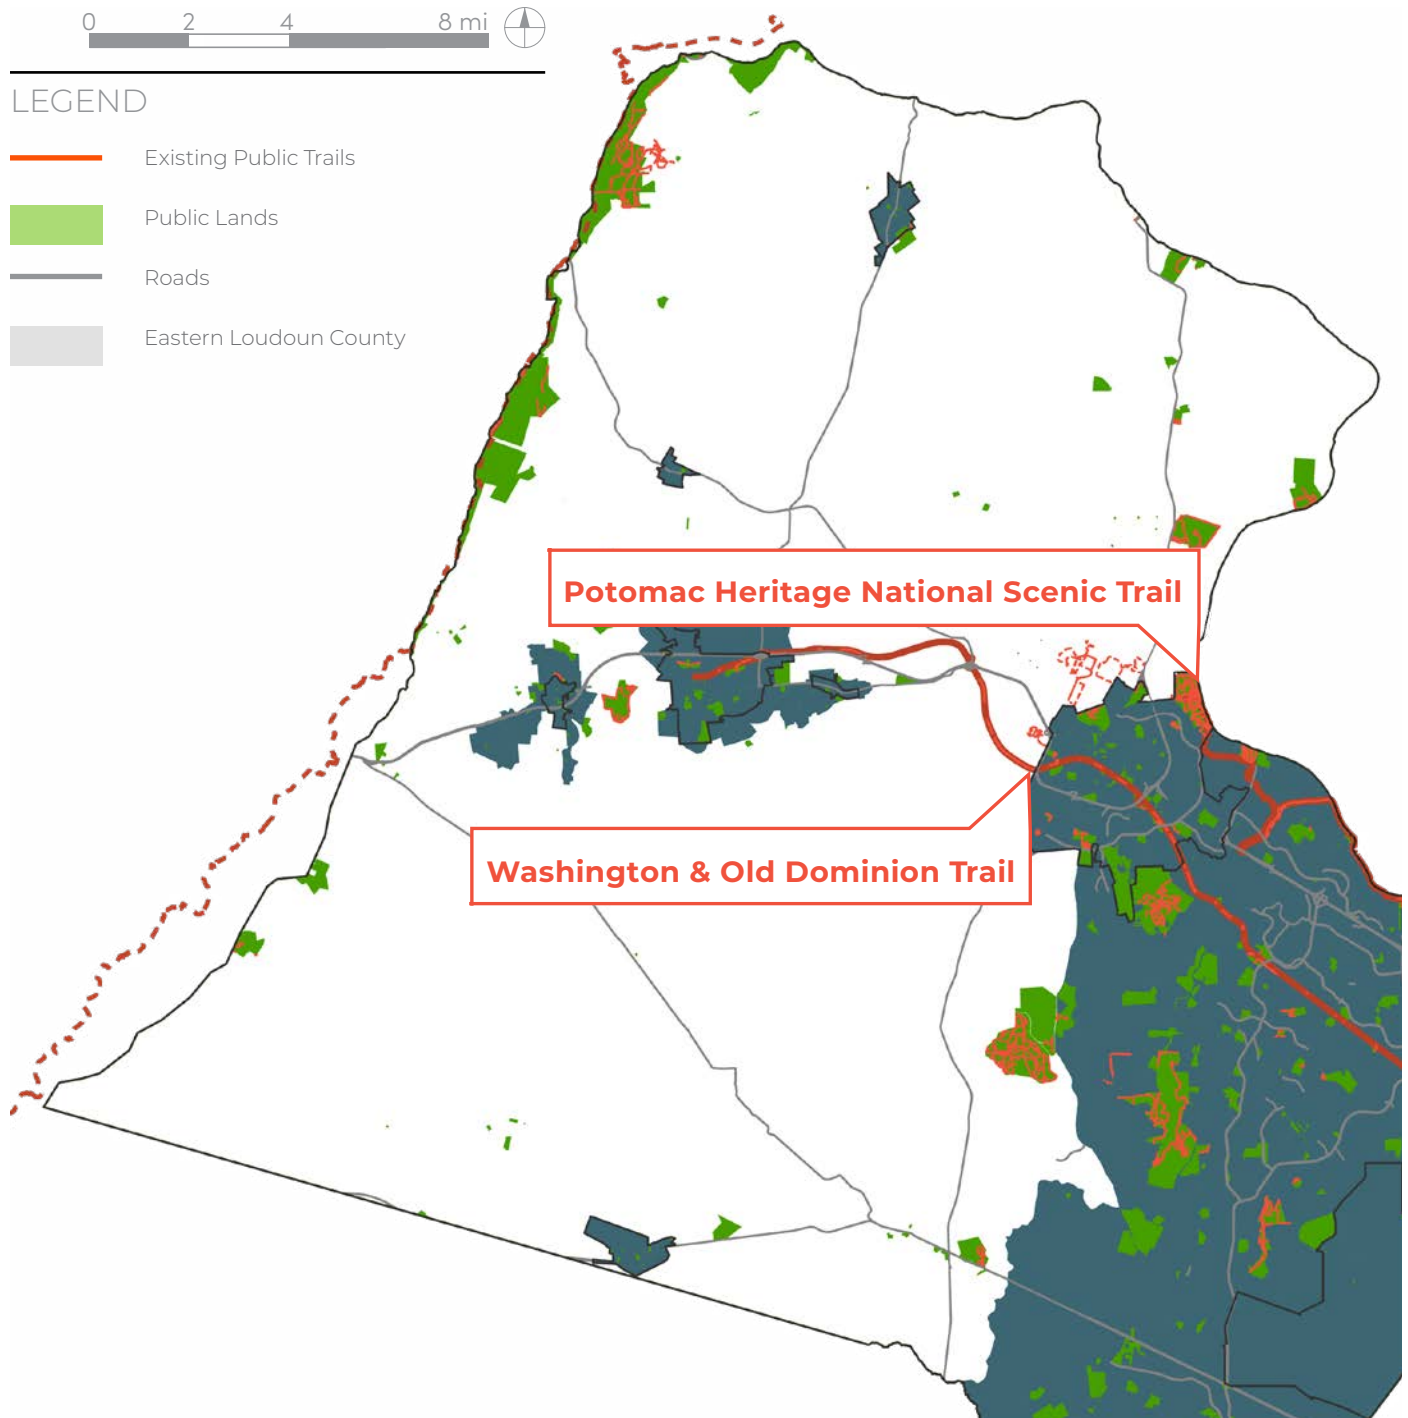 0 2 4 8 mi
LEGEND
Existing Public Trails
Public Lands
Roads
Eastern Loudoun County
Potomac Heritage National Scenic Trail
Washington & Old Dominion Trail